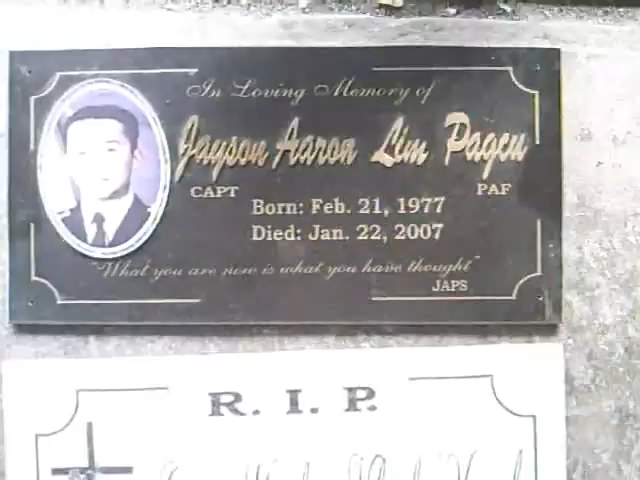 In Loving Memory of
Jayson Aaron Lim Pageu
CAPT PAF
Born: Feb. 21, 1977
Died: Jan. 22, 2007
"What you are now is what you have thought"
JAPS
R. I. P.